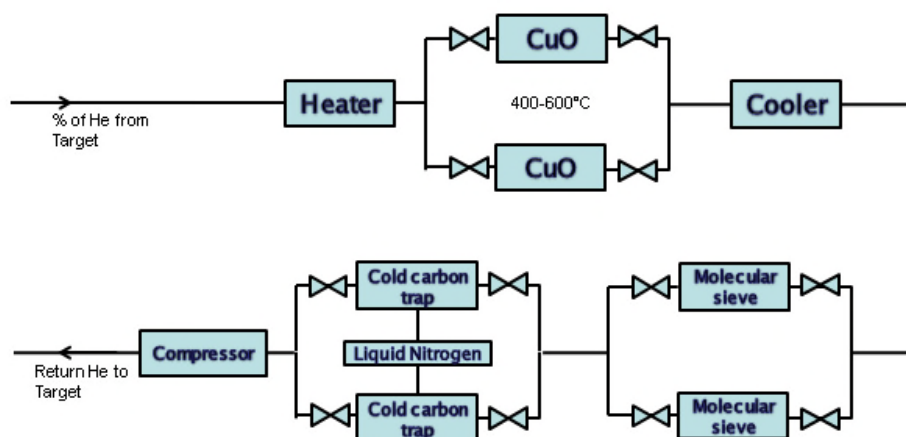 CuO
Heater
400-600°C
Cooler
% of He from
Target
CuO
Cold carbon
trap
Molecular
sieve
Compressor
Liquid Nitrogen
Return He to
Target
Cold carbon
trap
Molecular
sieve